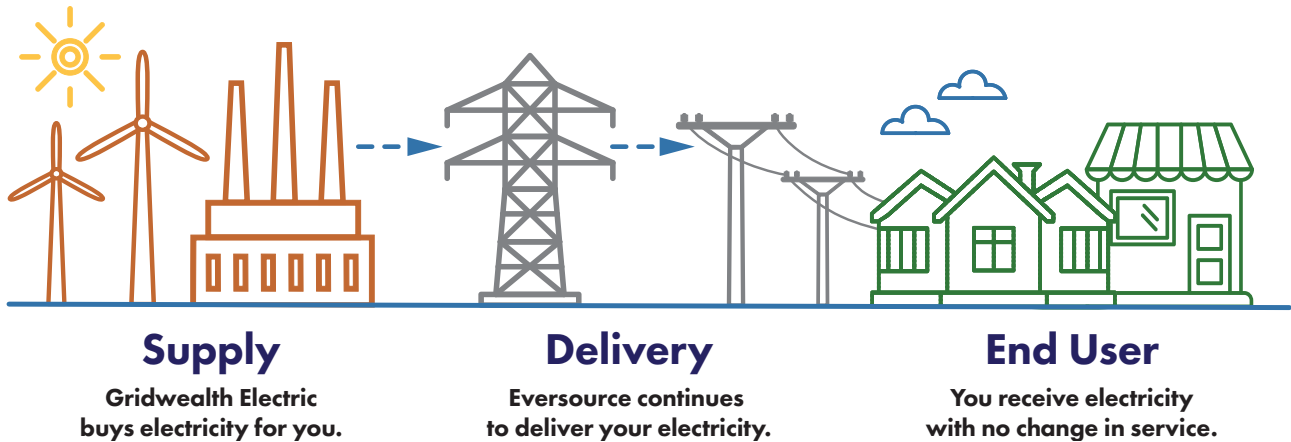 Supply
Gridwealth Electric
buys electricity for you.
Delivery
Eversource continues
to deliver your electricity.
End User
You receive electricity
with no change in service.